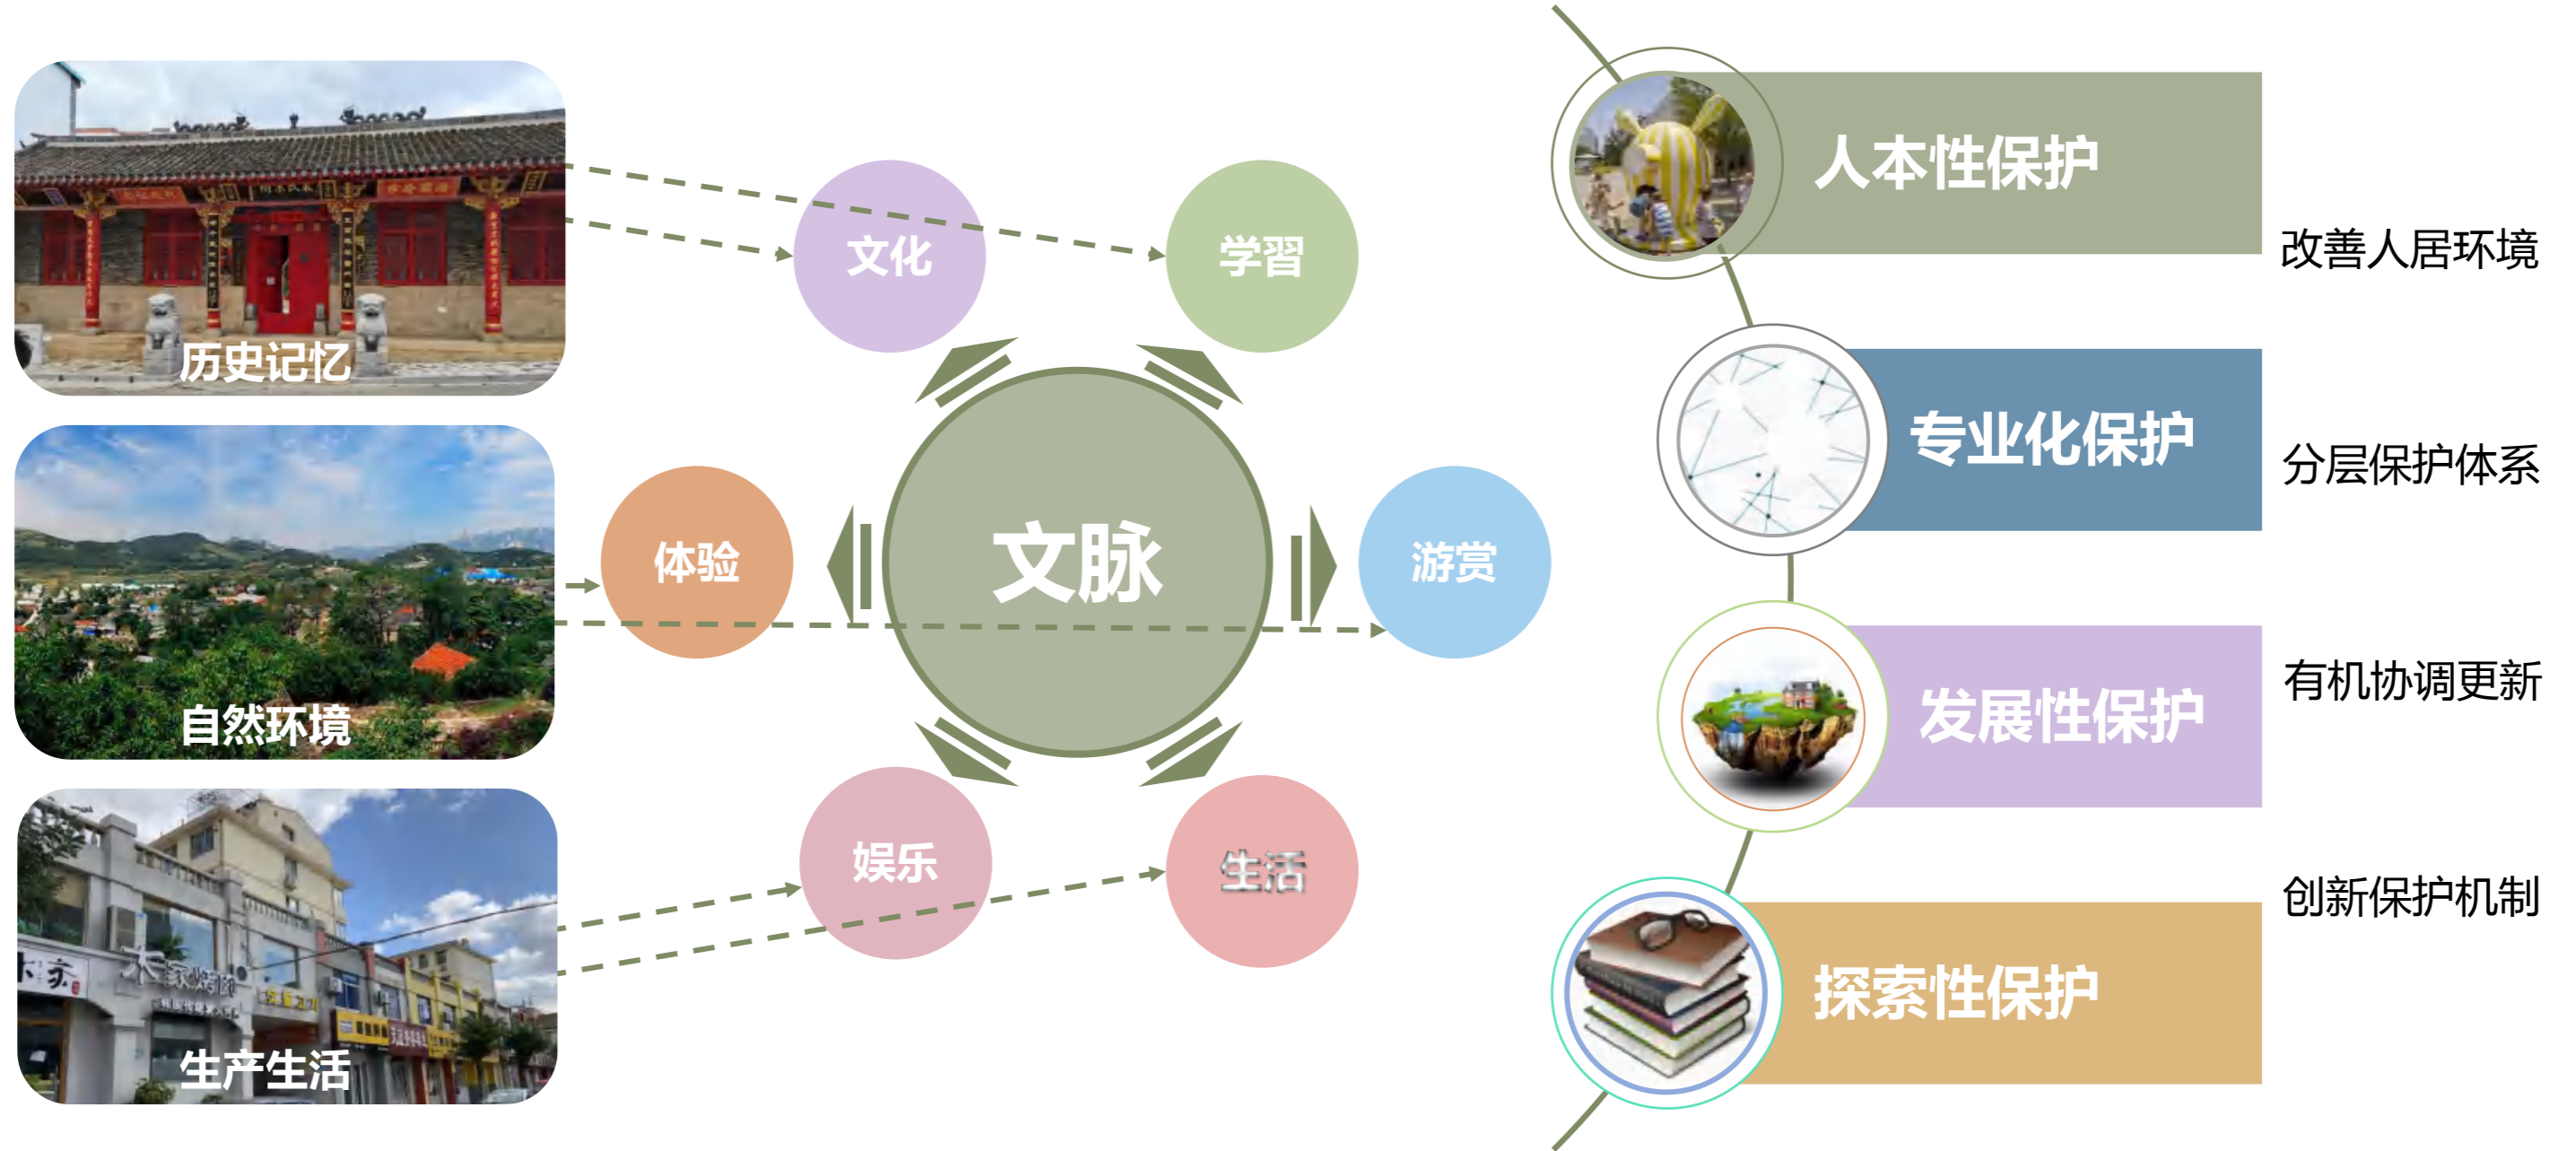 历史记忆
自然环境
生产生活
文化
学習
体验
文脉
游赏
娱乐
生活
人本性保护
专业化保护
发展性保护
探索性保护
改善人居环境
分层保护体系
有机协调更新
创新保护机制